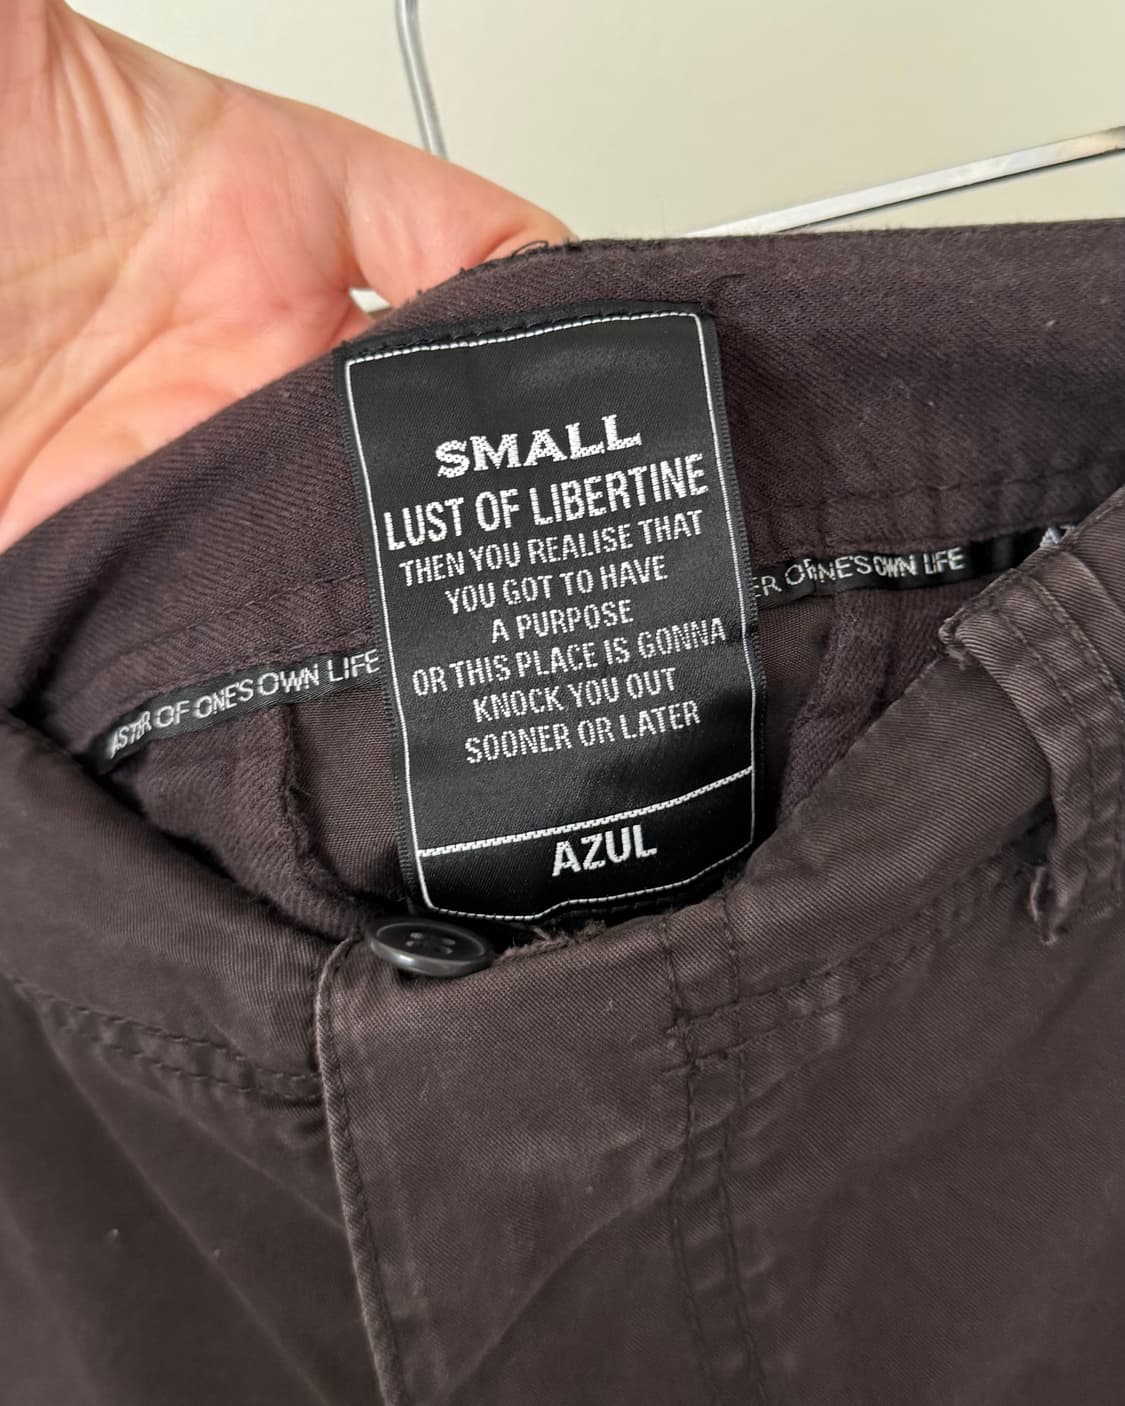 SMALL
LUST OF LIBERTINE
THEN YOU REALISE THAT
YOU GOT TO HAVE
A PURPOSE
OR THIS PLACE IS GONNA
KNOCK YOU OUT
SOONER OR LATER
AZUL
OF ONE'S OWN LIFE
OWN LIFE